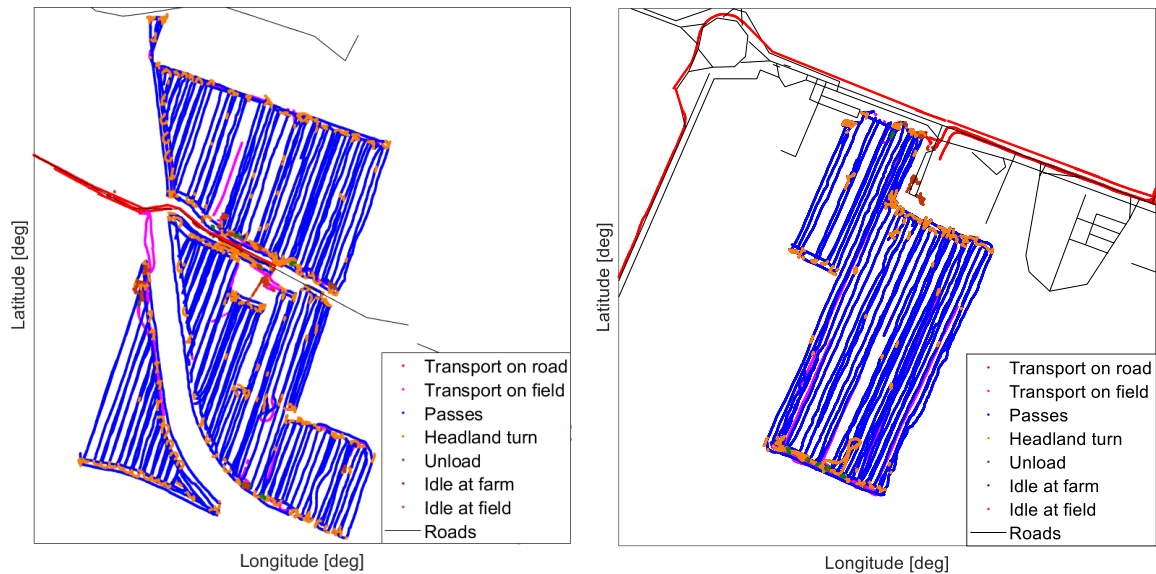 Latitude [deg]
Transport on road
Transport on field
Passes
Headland turn
Unload
Idle at farm
Idle at field
Roads
Longitude [deg]
Latitude [deg]
Transport on road
Transport on field
Passes
Headland turn
Unload
Idle at farm
Idle at field
Roads
Longitude [deg]